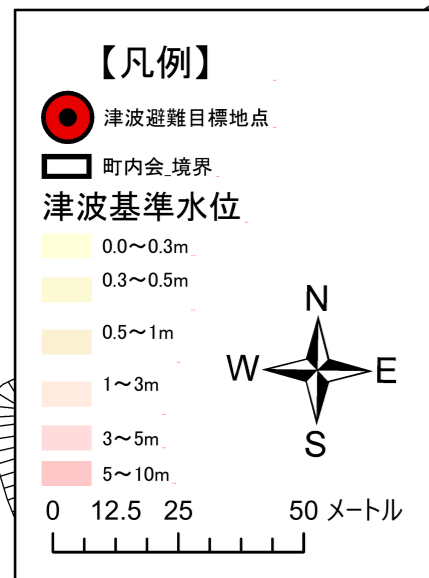 【凡例】
津波避難目標地点
町内会_境界
津波基準水位
0.0～0.3m
0.3～0.5m
0.5～1m
1～3m
3～5m
5～10m
N
W E
S
0 12.5 25 50 メートル